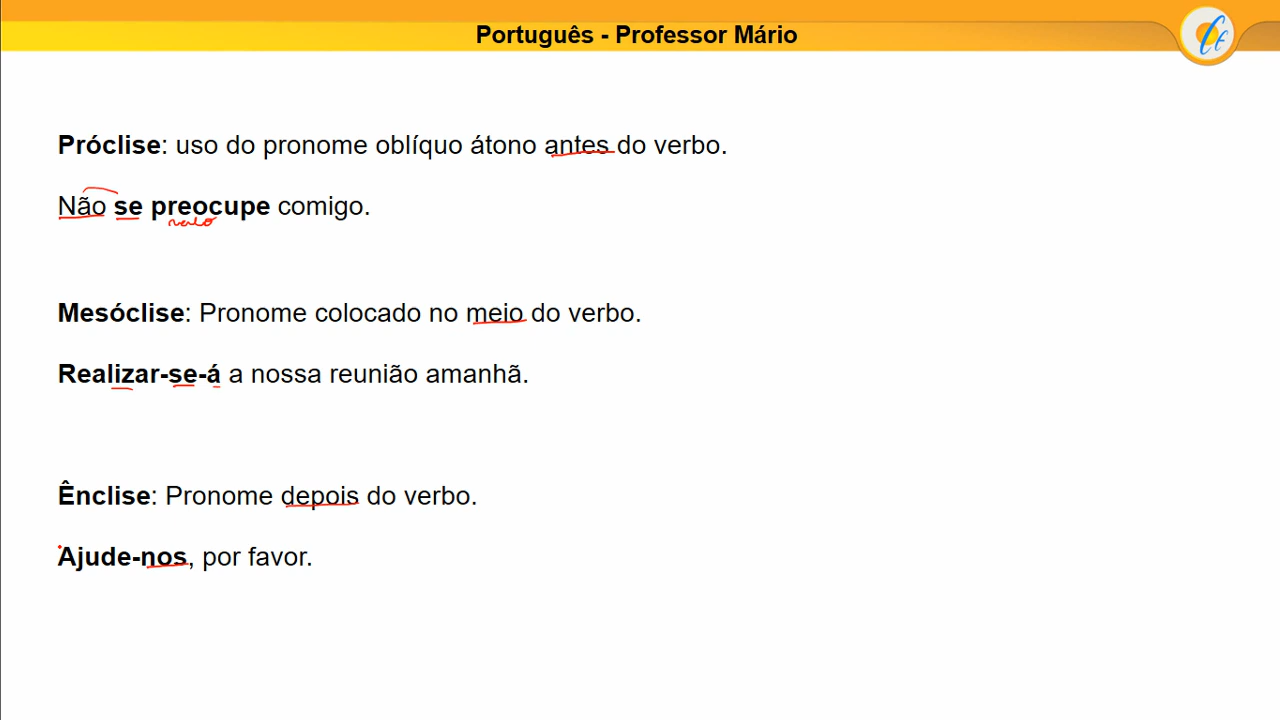 Português - Professor Mário
Próclise: uso do pronome oblíquo átono antes do verbo.
Não se preocupe comigo.
Mesóclise: Pronome colocado no meio do verbo.
Realizar-se-á a nossa reunião amanhã.
Ênclise: Pronome depois do verbo.
Ajude-nos, por favor.